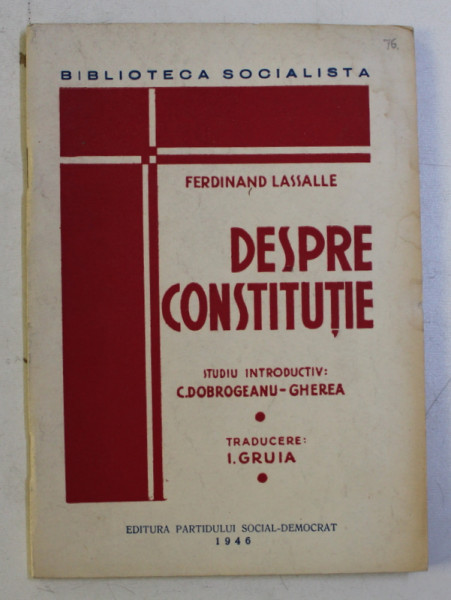 76.
BIBLIOTECA SOCIALISTA
FERDINAND LASSALLE
DESPRE
CONSTITUȚIE
STUDIU INTRODUCTIV:
C.DOBROGEANU-GHEREA
TRADUCERE:
I.GRUIA
EDITURA PARTIDULUI SOCIAL-DEMOCRAT
1946